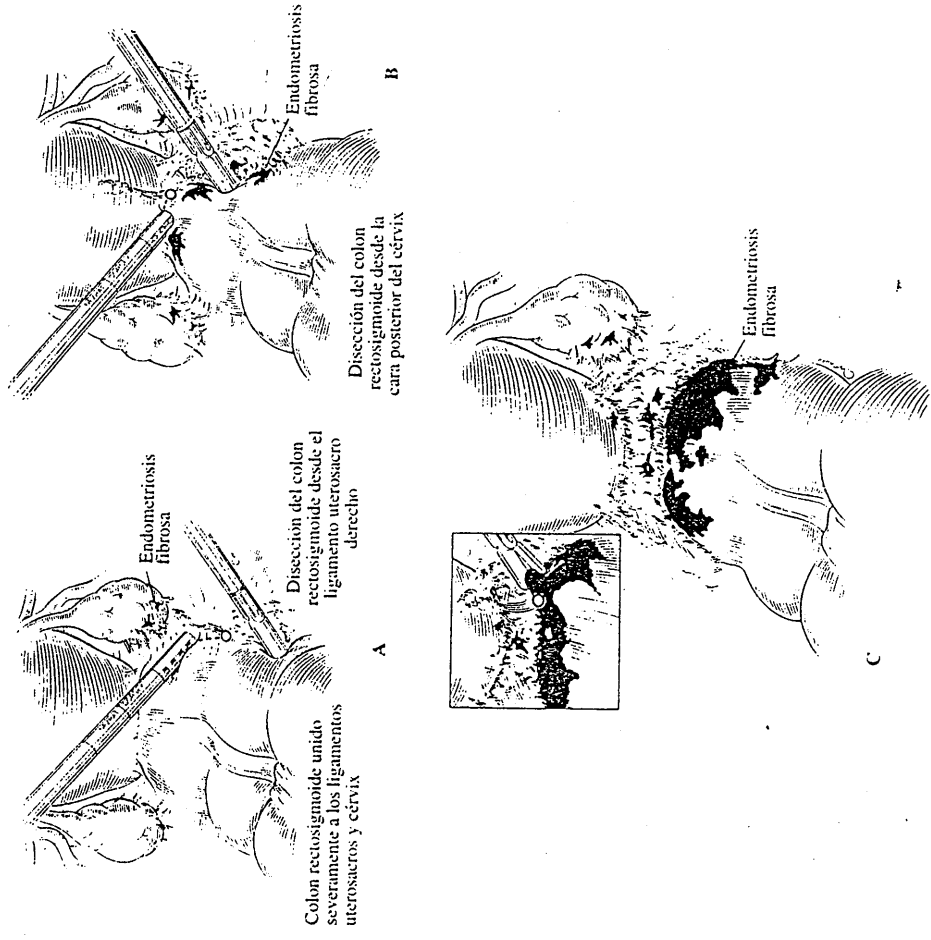 Endometriosis
fibrosa
Colon rectosigmoide unido
severamente a los ligamentos
uterosacros y cérvix
Disección del colon
rectosigmoide desde el
ligamento uterosacro
derecho
A
Endometriosis
fibrosa
Disección del colon
rectosigmoide desde la
cara posterior del cérvix
B
Endometriosis
fibrosa
C